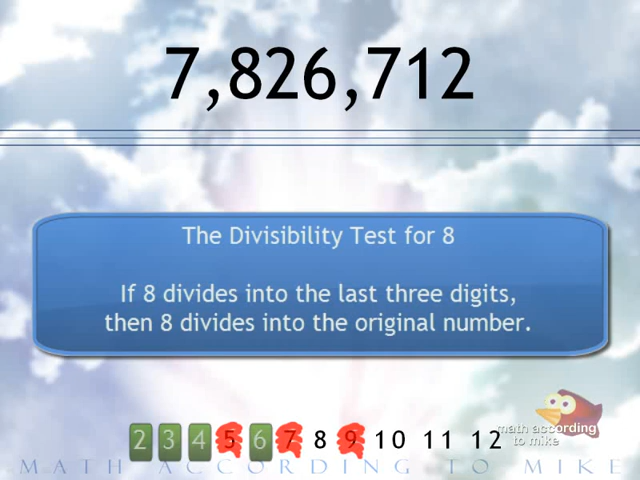 7,826,712
The Divisibility Test for 8
If 8 divides into the last three digits,
then 8 divides into the original number.
2 3 4 5 6 7 8 9 10 11 12
math according
to mike
MATH ACCORDING TO MIKE